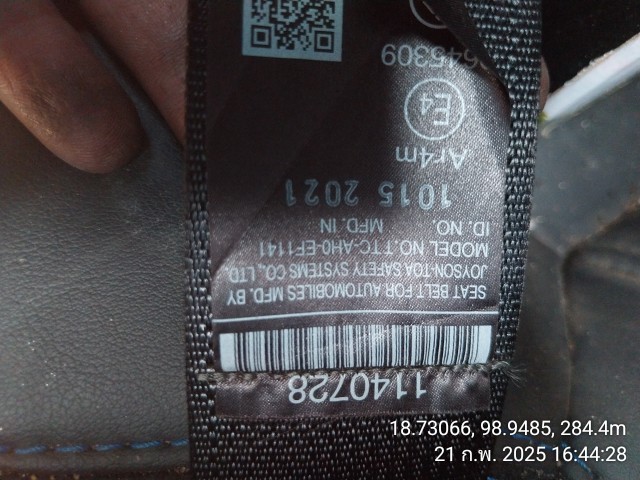 1140728
SEAT BELT FOR AUTOMOBILES MFD. BY
JOYSON-TOA SAFETY SYSTEMS CO., LTD.
MODEL NO. TTC-AH0-EF1141
ID. NO. MFD. IN
1015 2021
Ar4m
E4
645309
18.73066, 98.9485, 284.4m
21 ก.พ. 2025 16:44:28